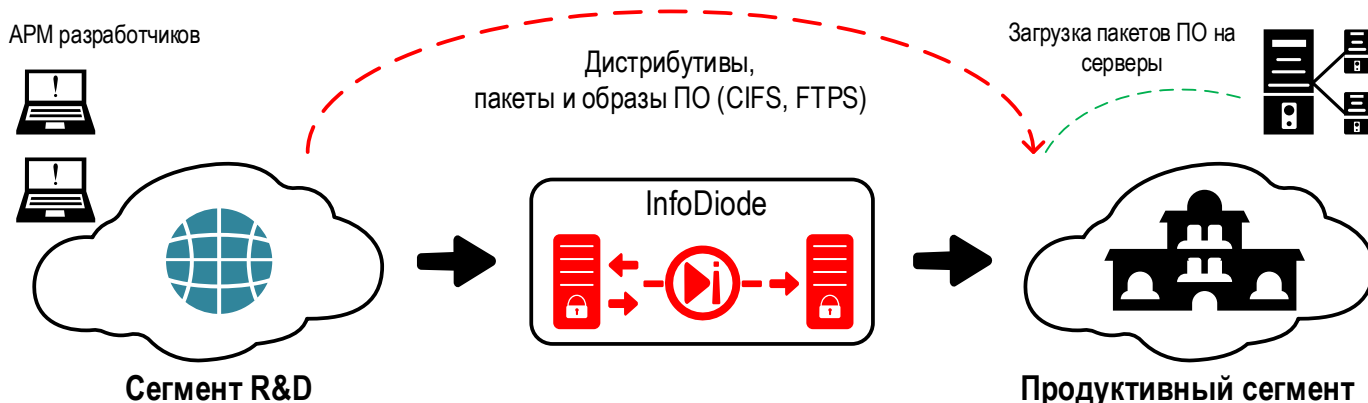 АРМ разработчиков
Дистрибутивы,
пакеты и образы ПО (CIFS, FTPS)
Загрузка пакетов ПО на
серверы
!
!
InfoDiode
i
Сегмент R&D
Продуктивный сегмент